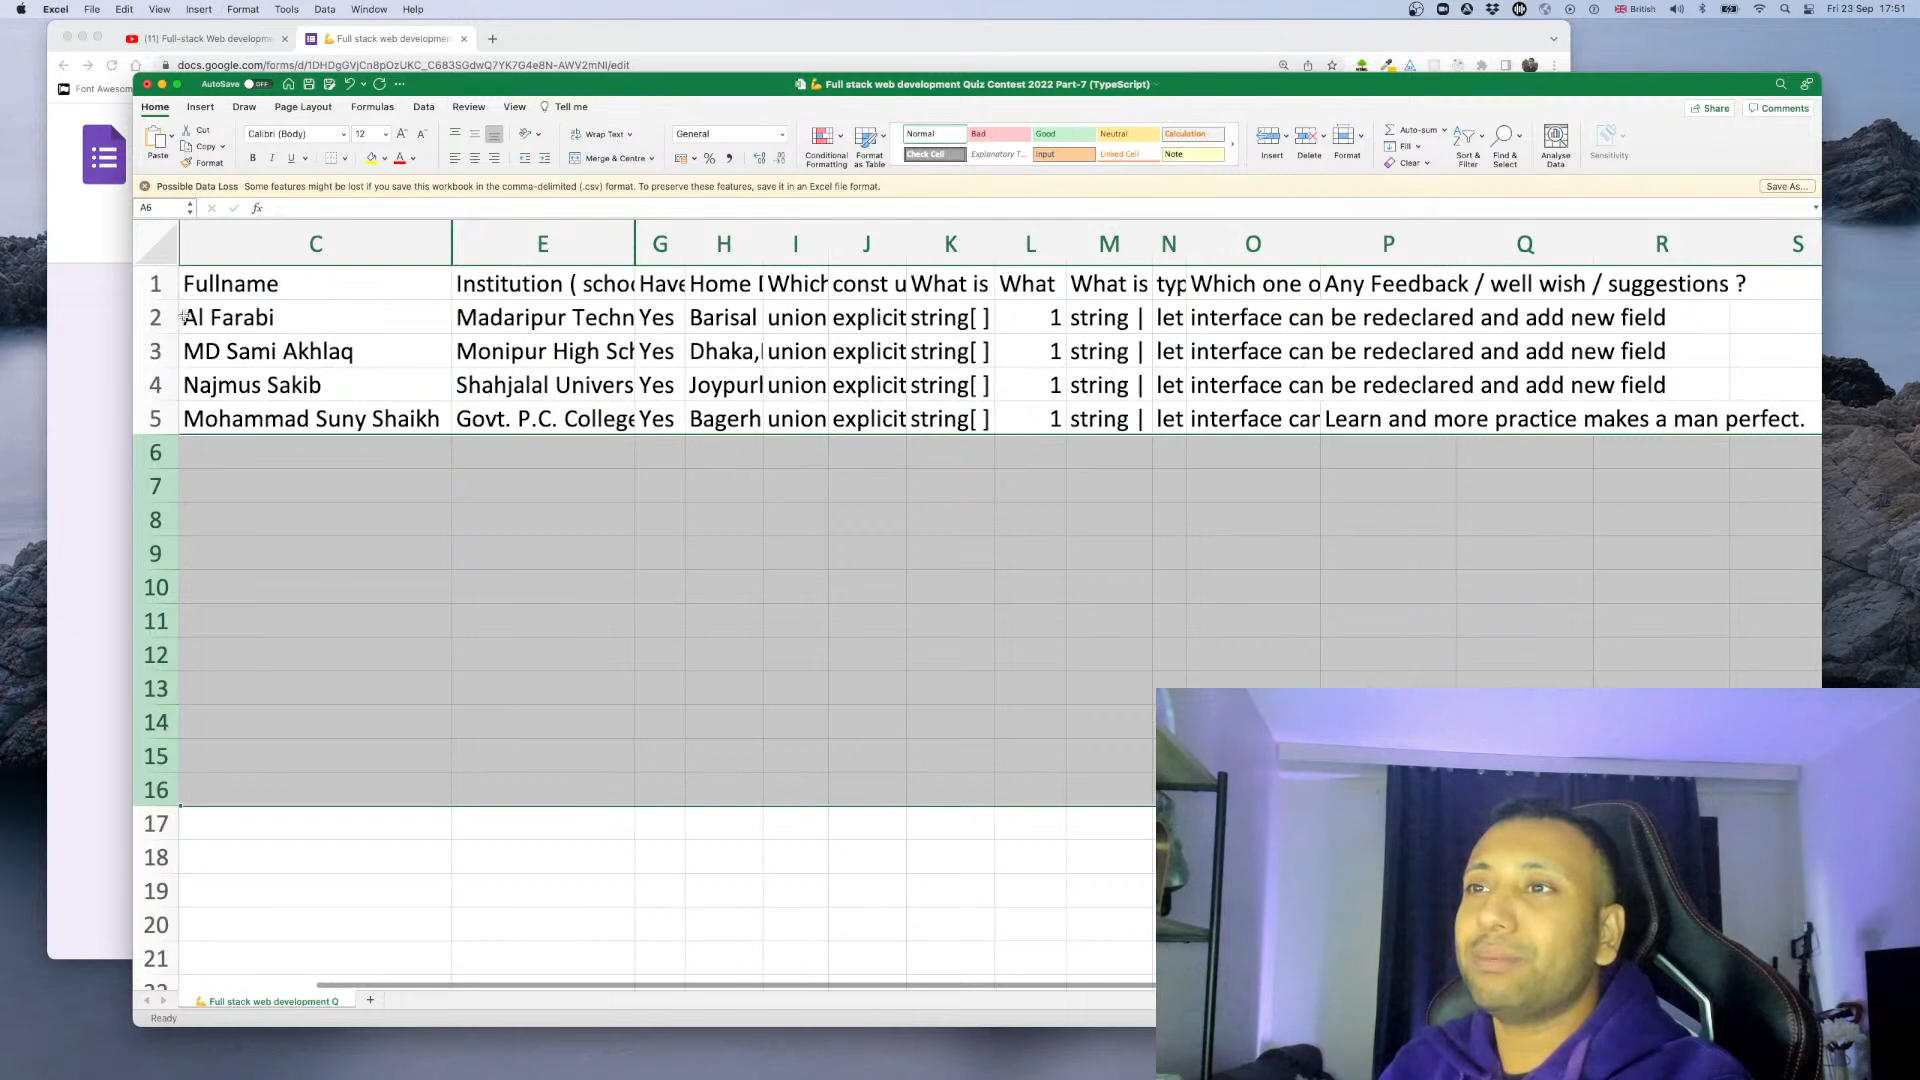 Excel File Edit View Insert Format Tools Data Window Help
British Fri 23 Sep 17:51
(11) Full-stack Web developme
Full stack web developmen
docs.google.com/forms/d/1DHDgGVjCn8pOzUKC_C683SGdwQ7YK7G4e8N-AWV2mNI/edit
Font Awesom
AutoSave OFF
Full stack web development Quiz Contest 2022 Part-7 (TypeScript)
Home Insert Draw Page Layout Formulas Data Review View Tell me
Share Comments
Paste Cut Copy Format
Calibri (Body) 12
B I U
Wrap Text
Merge & Centre
General
Normal Bad Good Neutral Calculation
Check Cell Explanatory T... Input Linked Cell Note
Conditional Formatting
Format as Table
Insert Delete Format
Auto-sum
Fill
Clear
Sort & Filter
Find & Select
Analyse Data
Sensitivity
Possible Data Loss Some features might be lost if you save this workbook in the comma-delimited (.csv) format. To preserve these features, save it in an Excel file format. Save As...
A6 fx
C E G H I J K L M N O P Q R S
1 Fullname Institution ( schoo Have Home Which const u What is What What is typ Which one o Any Feedback / well wish / suggestions ?
2 Al Farabi Madaripur Techn Yes Barisal union explicit string[ ] 1 string | let interface can be redeclared and add new field
3 MD Sami Akhlaq Monipur High Sch Yes Dhaka, union explicit string[ ] 1 string | let interface can be redeclared and add new field
4 Najmus Sakib Shahjalal Univers Yes Joypurl union explicit string[ ] 1 string | let interface can be redeclared and add new field
5 Mohammad Suny Shaikh Govt. P.C. College Yes Bagerh union explicit string[ ] 1 string | let interface car Learn and more practice makes a man perfect.
6
7
8
9
10
11
12
13
14
15
16
17
18
19
20
21
Full stack web development Q +
Ready